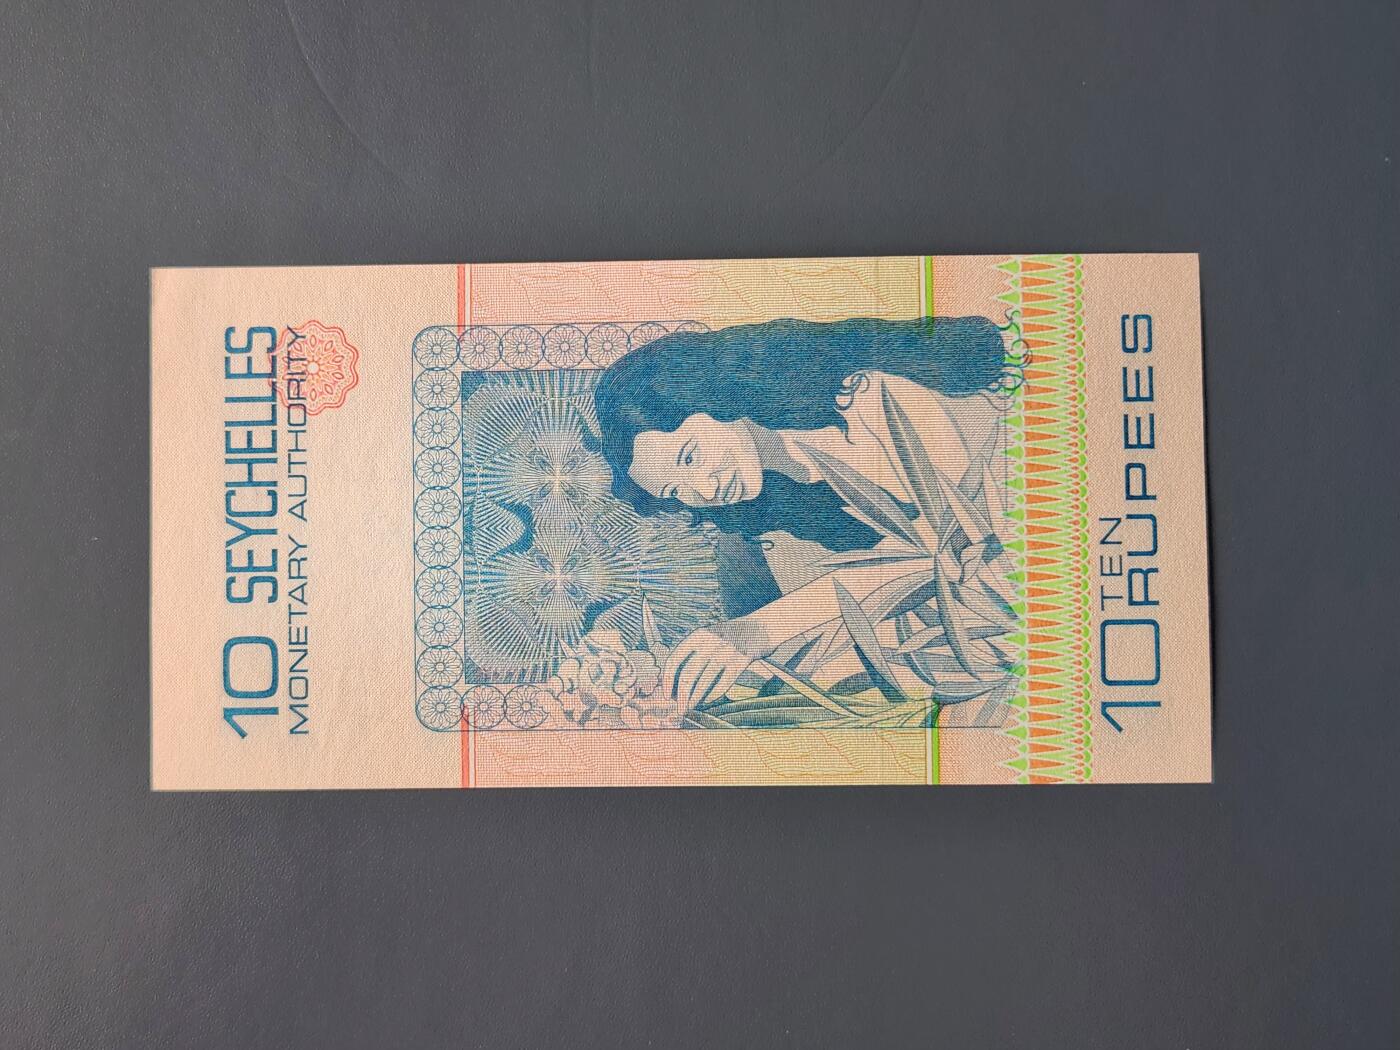 10 SEYCHELLES
MONETARY AUTHORITY
TEN
10 RUPEES